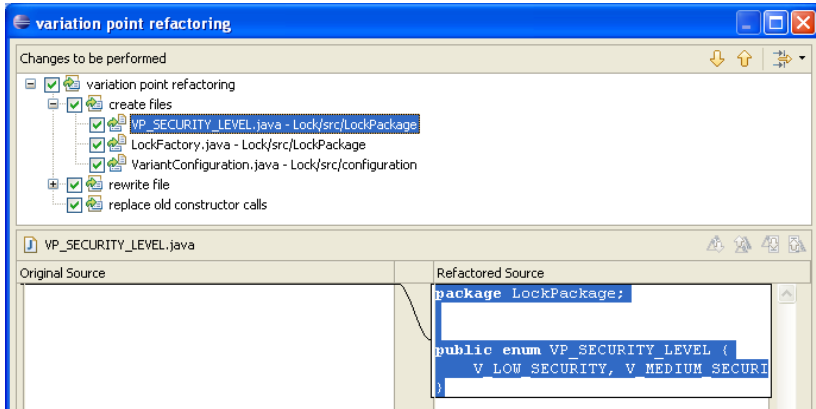 variation point refactoring
Changes to be performed
variation point refactoring
create files
VP_SECURITY_LEVEL.java - Lock/src/LockPackage
LockFactory.java - Lock/src/LockPackage
VariantConfiguration.java - Lock/src/configuration
rewrite file
replace old constructor calls
VP_SECURITY_LEVEL.java
Original Source
Refactored Source
package LockPackage;
public enum VP_SECURITY_LEVEL {
V_LOW_SECURITY, V_MEDIUM_SECURI
}